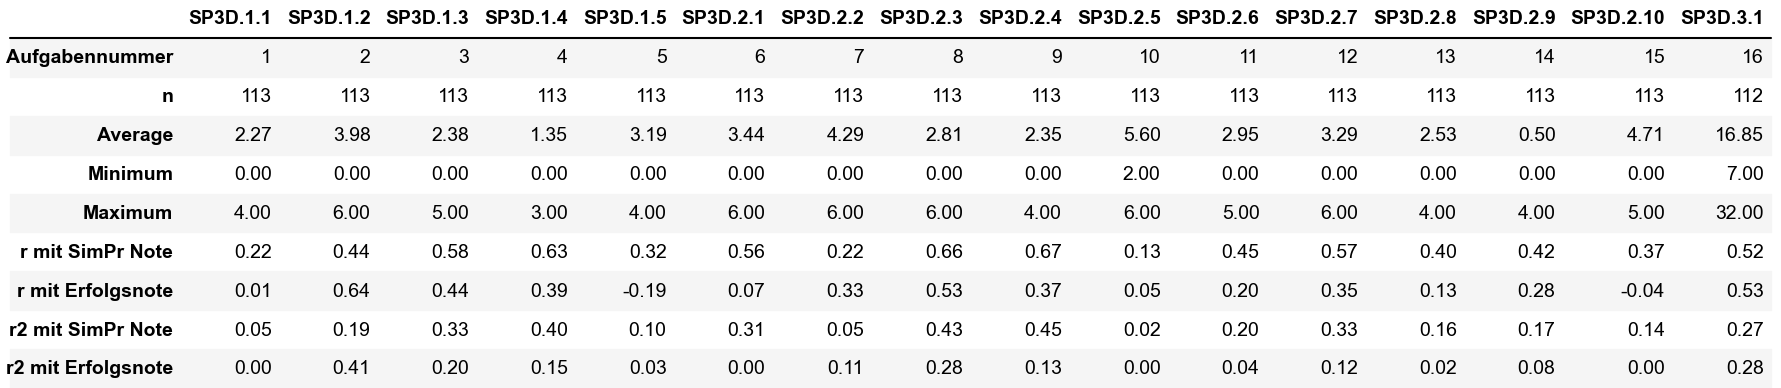 SP3D.1.1 SP3D.1.2 SP3D.1.3 SP3D.1.4 SP3D.1.5 SP3D.2.1 SP3D.2.2 SP3D.2.3 SP3D.2.4 SP3D.2.5 SP3D.2.6 SP3D.2.7 SP3D.2.8 SP3D.2.9 SP3D.2.10 SP3D.3.1
Aufgabennummer 1 2 3 4 5 6 7 8 9 10 11 12 13 14 15 16
n 113 113 113 113 113 113 113 113 113 113 113 113 113 113 113 112
Average 2.27 3.98 2.38 1.35 3.19 3.44 4.29 2.81 2.35 5.60 2.95 3.29 2.53 0.50 4.71 16.85
Minimum 0.00 0.00 0.00 0.00 0.00 0.00 0.00 0.00 0.00 2.00 0.00 0.00 0.00 0.00 0.00 7.00
Maximum 4.00 6.00 5.00 3.00 4.00 6.00 6.00 6.00 4.00 6.00 5.00 6.00 4.00 4.00 5.00 32.00
r mit SimPr Note 0.22 0.44 0.58 0.63 0.32 0.56 0.22 0.66 0.67 0.13 0.45 0.57 0.40 0.42 0.37 0.52
r mit Erfolgsnote 0.01 0.64 0.44 0.39 -0.19 0.07 0.33 0.53 0.37 0.05 0.20 0.35 0.13 0.28 -0.04 0.53
r2 mit SimPr Note 0.05 0.19 0.33 0.40 0.10 0.31 0.05 0.43 0.45 0.02 0.20 0.33 0.16 0.17 0.14 0.27
r2 mit Erfolgsnote 0.00 0.41 0.20 0.15 0.03 0.00 0.11 0.28 0.13 0.00 0.04 0.12 0.02 0.08 0.00 0.28